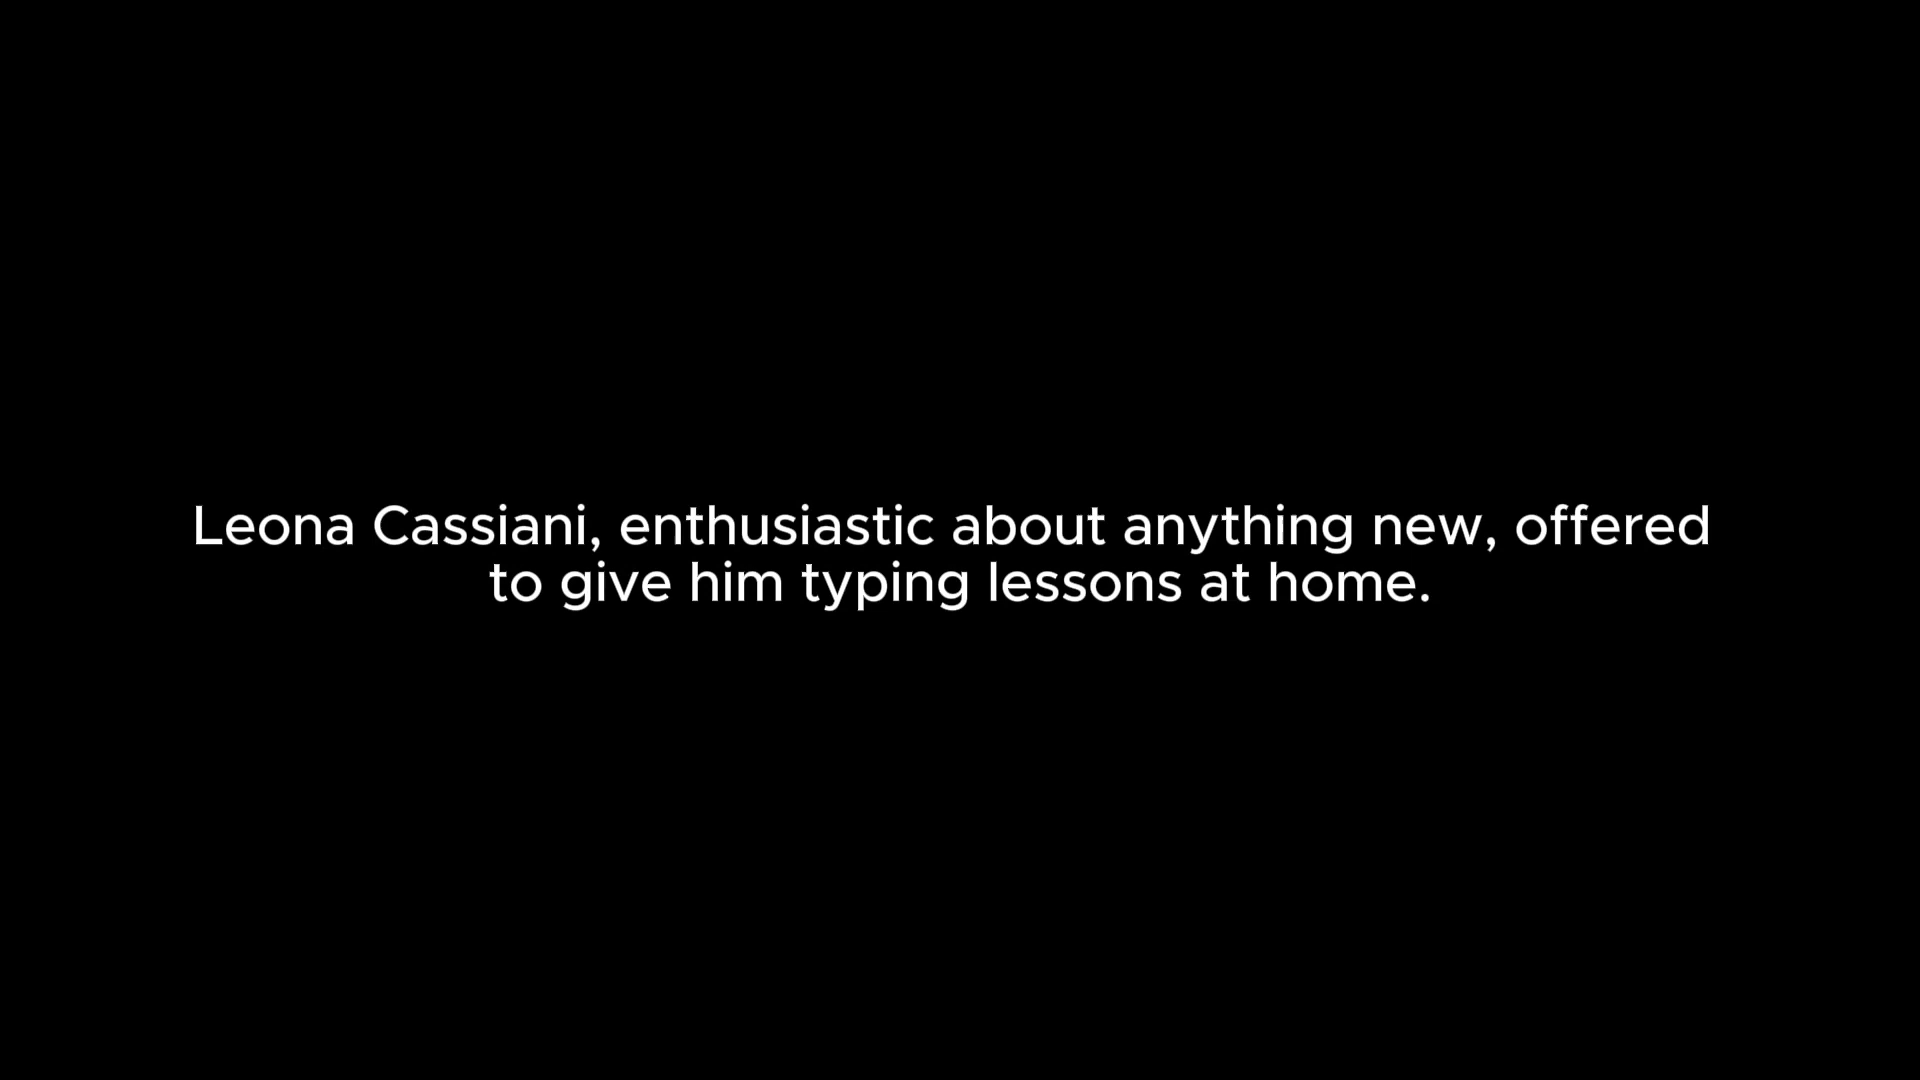 Leona Cassiani, enthusiastic about anything new, offered
to give him typing lessons at home.